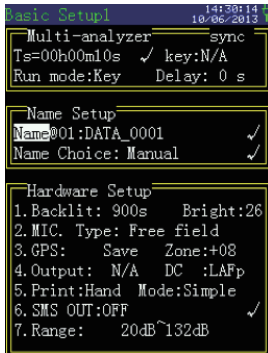 Basic Setup1 14:30:14
10/06/2013
Multi-analyzer sync
Ts=00h00m10s ✓ key:N/A
Run mode:Key Delay: 0 s
Name Setup
Name@01:DATA_0001 ✓
Name Choice: Manual ✓
Hardware Setup
1.Backlit: 900s Bright:26
2.MIC. Type: Free field
3.GPS: Save Zone:+08
4.Output: N/A DC :LAFp
5.Print:Hand Mode:Simple
6.SMS OUT:OFF ✓
7.Range: 20dB~132dB